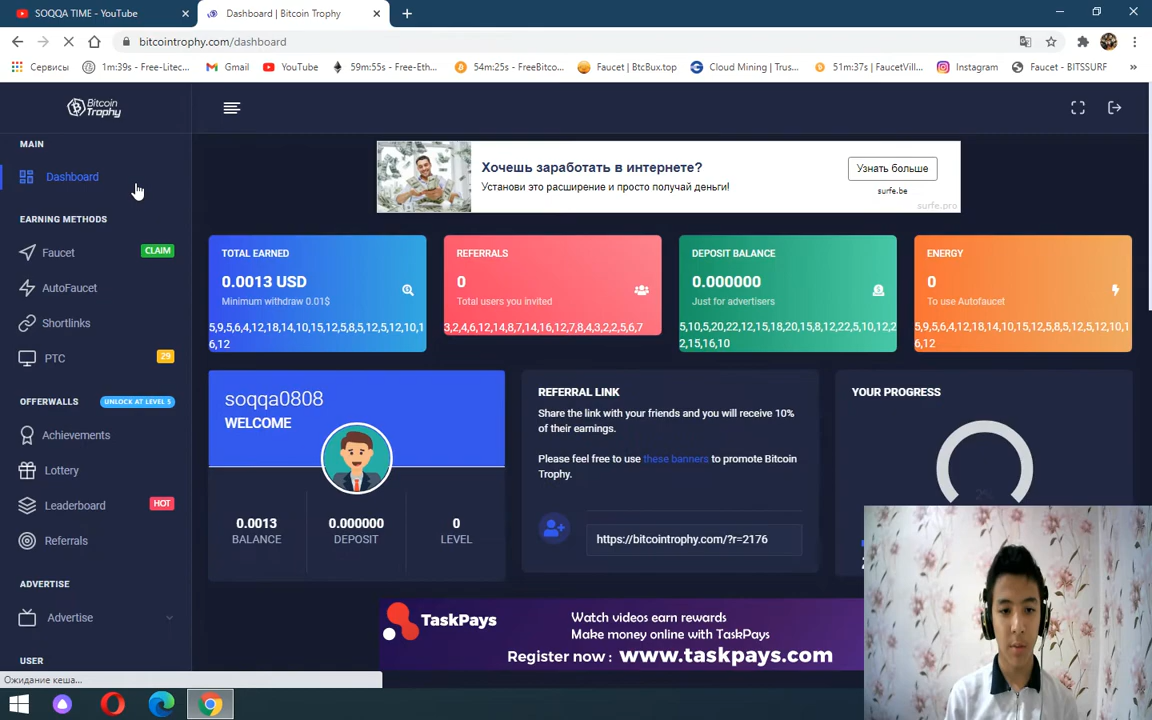 SOQQA TIME - YouTube
Dashboard | Bitcoin Trophy
bitcointrophy.com/dashboard
Сервисы
1m:39s - Free-Litec...
Gmail
YouTube
59m:55s - Free-Eth...
54m:25s - FreeBitco...
Faucet | BtcBux.top
Cloud Mining | Trus...
51m:37s | FaucetVill...
Instagram
Faucet - BITSSURF
Bitcoin
Trophy
MAIN
Dashboard
EARNING METHODS
Faucet
CLAIM
AutoFaucet
Shortlinks
PTC
29
OFFERWALLS
UNLOCK AT LEVEL 5
Achievements
Lottery
Leaderboard
HOT
Referrals
ADVERTISE
Advertise
USER
Ожидание кеша...
Хочешь заработать в интернете?
Установи это расширение и просто получай деньги!
Узнать больше
surfe.be
surfe.pro
TOTAL EARNED
0.0013 USD
Minimum withdraw 0.01$
5,9,5,6,4,12,18,14,10,15,12,5,8,5,12,5,12,10,1
6,12
REFERRALS
0
Total users you invited
3,2,4,6,12,14,8,7,14,16,12,7,8,4,3,2,2,5,6,7
DEPOSIT BALANCE
0.000000
Just for advertisers
5,10,5,20,22,12,15,18,20,15,8,12,22,5,10,12,2
2,15,16,10
ENERGY
0
To use Autofaucet
5,9,5,6,4,12,18,14,10,15,12,5,8,5,12,5,12,10,1
6,12
soqqa0808
WELCOME
0.0013
BALANCE
0.000000
DEPOSIT
0
LEVEL
REFERRAL LINK
Share the link with your friends and you will receive 10%
of their earnings.
Please feel free to use these banners to promote Bitcoin
Trophy.
https://bitcointrophy.com/?r=2176
YOUR PROGRESS
TaskPays
Watch videos earn rewards
Make money online with TaskPays
Register now : www.taskpays.com